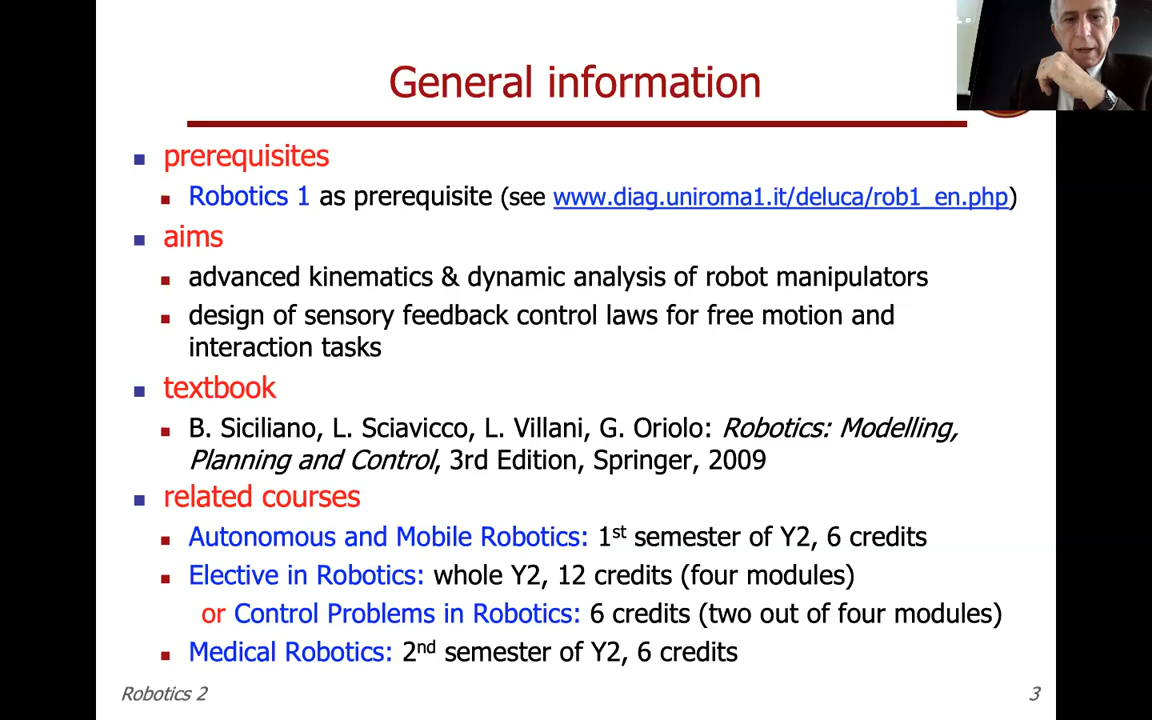 General information
prerequisites
Robotics 1 as prerequisite (see www.diag.uniroma1.it/deluca/rob1_en.php)
aims
advanced kinematics & dynamic analysis of robot manipulators
design of sensory feedback control laws for free motion and
interaction tasks
textbook
B. Siciliano, L. Sciavicco, L. Villani, G. Oriolo: Robotics: Modelling,
Planning and Control, 3rd Edition, Springer, 2009
related courses
Autonomous and Mobile Robotics: 1st semester of Y2, 6 credits
Elective in Robotics: whole Y2, 12 credits (four modules)
or Control Problems in Robotics: 6 credits (two out of four modules)
Medical Robotics: 2nd semester of Y2, 6 credits
Robotics 2
3